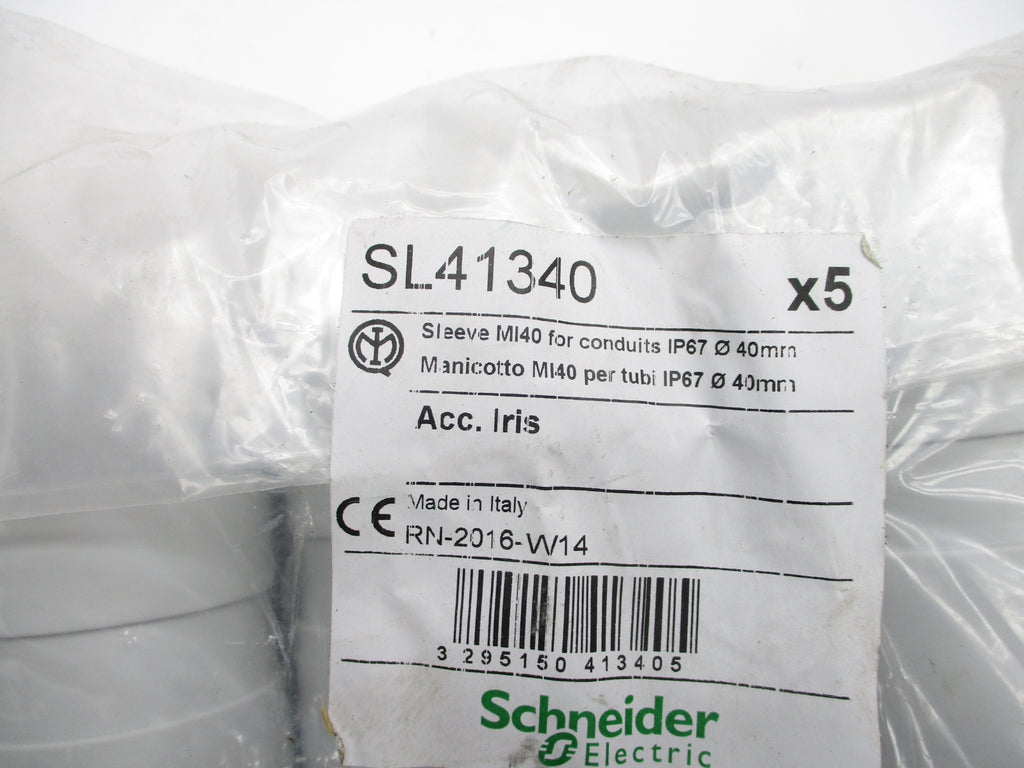 SL41340
x5
Sleeve MI40 for conduits IP67 Ø 40mm
Manicotto MI40 per tubi IP67 Ø 40mm
Acc. Iris
CE Made in Italy
RN-2016-W14
3 295150 413405
Schneider
Electric